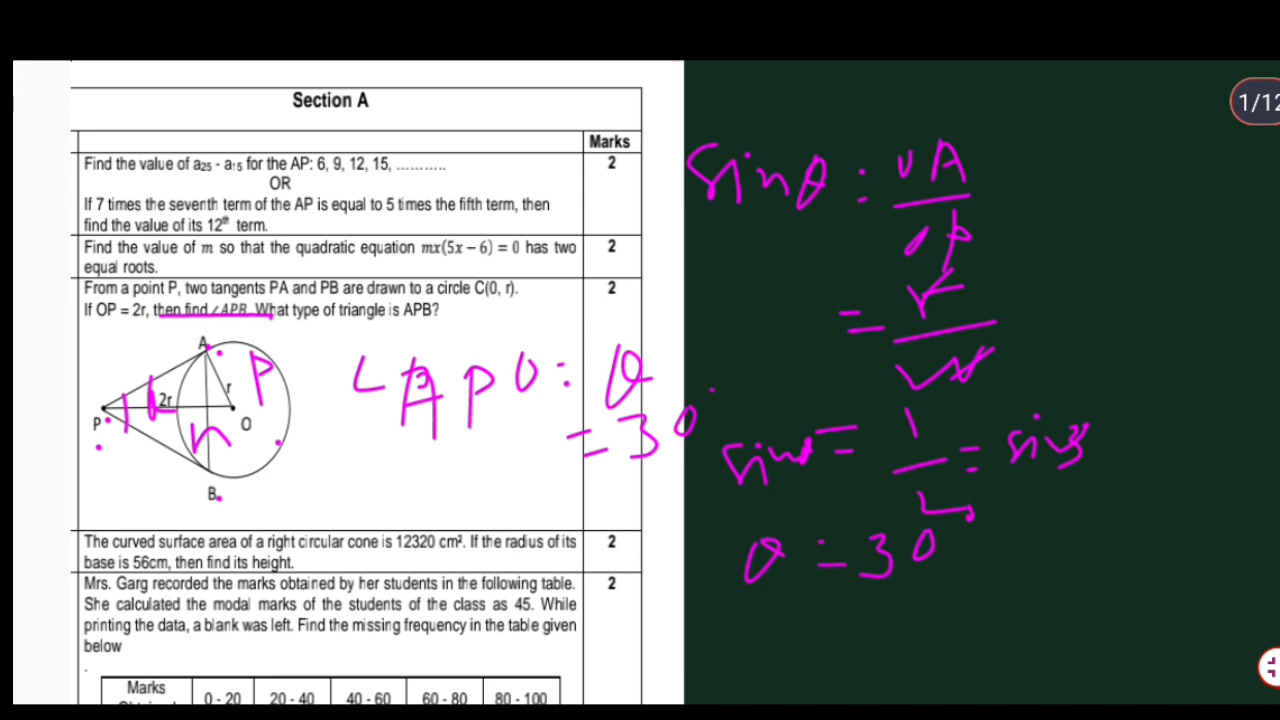 Section A
Marks
Find the value of a₂₅ - a₁₅ for the AP: 6, 9, 12, 15, ………..
2
OR
If 7 times the seventh term of the AP is equal to 5 times the fifth term, then
find the value of its 12th term.
Find the value of m so that the quadratic equation mx(5x – 6) = 0 has two
2
equal roots.
From a point P, two tangents PA and PB are drawn to a circle C(0, r).
2
If OP = 2r, then find ∠APB. What type of triangle is APB?
A
r
2r
P
O
B
The curved surface area of a right circular cone is 12320 cm². If the radius of its
2
base is 56cm, then find its height.
Mrs. Garg recorded the marks obtained by her students in the following table.
2
She calculated the modal marks of the students of the class as 45. While
printing the data, a blank was left. Find the missing frequency in the table given
below
.
Marks
0 - 20
20 - 40
40 - 60
60 - 80
80 - 100
∠APO = θ
= 30
sinθ = OA
OP
= r
sinθ = 1
θ = 30
1/12